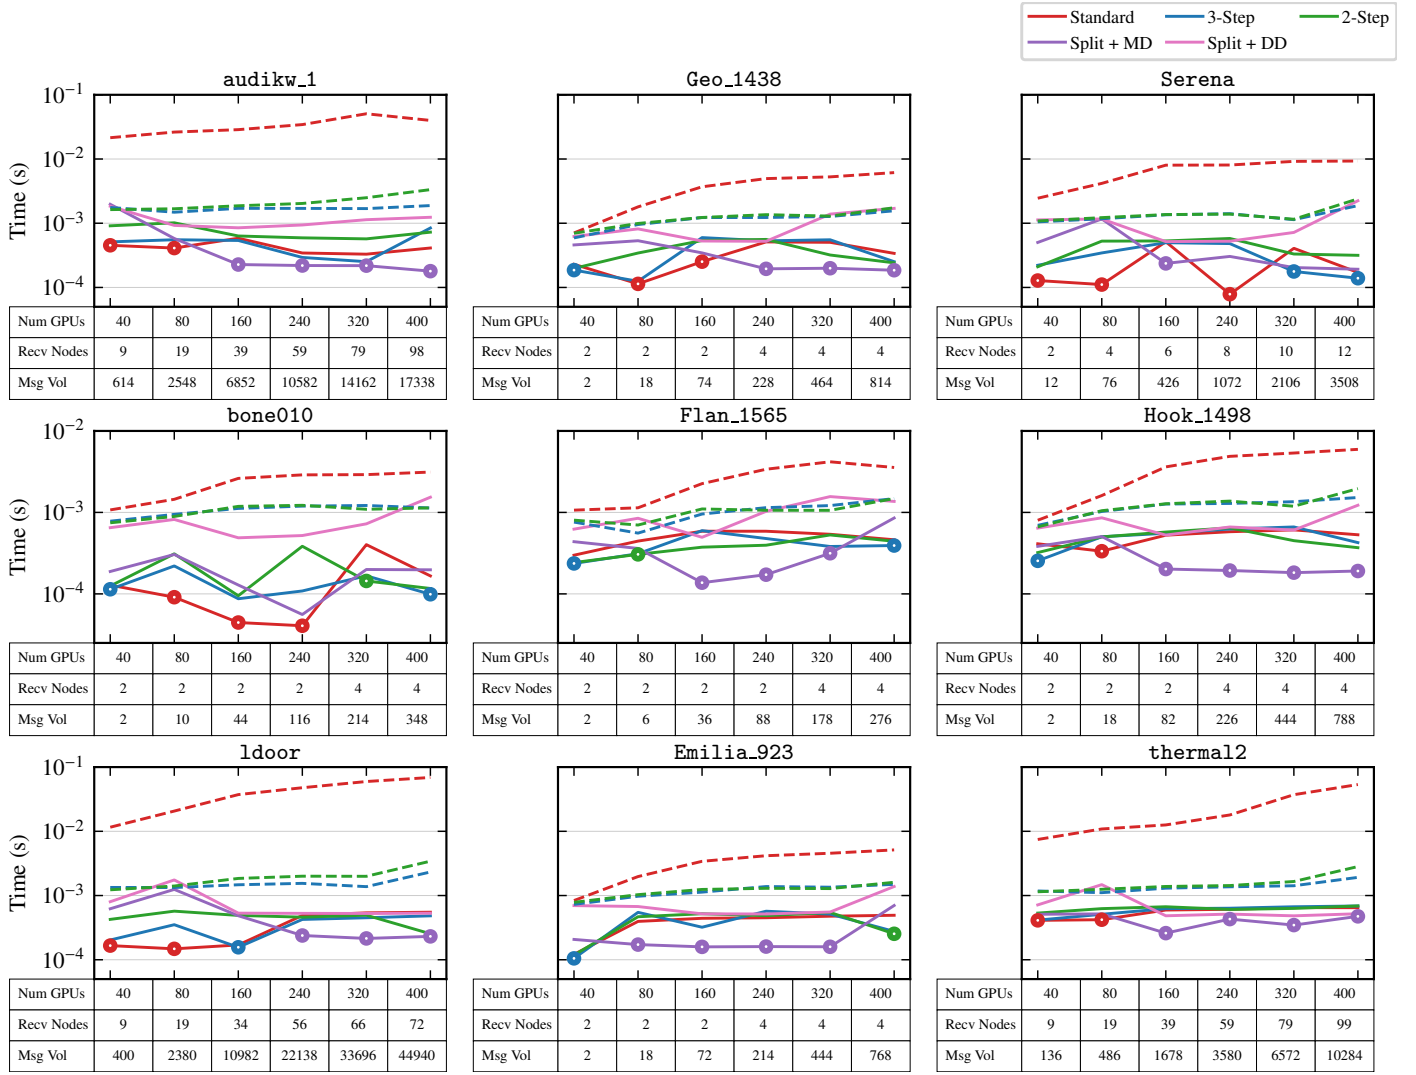 Standard 3-Step 2-Step
Split + MD Split + DD
audikw_1 Geo_1438 Serena
10^-1
10^-2
10^-3
10^-4
Time (s)
Num GPUs 40 80 160 240 320 400
Recv Nodes 9 19 39 59 79 98
Msg Vol 614 2548 6852 10582 14162 17338
Num GPUs 40 80 160 240 320 400
Recv Nodes 2 2 2 4 4 4
Msg Vol 2 18 74 228 464 814
Num GPUs 40 80 160 240 320 400
Recv Nodes 2 4 6 8 10 12
Msg Vol 12 76 426 1072 2106 3508
bone010 Flan_1565 Hook_1498
10^-2
10^-3
10^-4
Time (s)
Num GPUs 40 80 160 240 320 400
Recv Nodes 2 2 2 2 4 4
Msg Vol 2 10 44 116 214 348
Num GPUs 40 80 160 240 320 400
Recv Nodes 2 2 2 2 4 4
Msg Vol 2 6 36 88 178 276
Num GPUs 40 80 160 240 320 400
Recv Nodes 2 2 2 4 4 4
Msg Vol 2 18 82 226 444 788
ldoor Emilia_923 thermal2
10^-1
10^-2
10^-3
10^-4
Time (s)
Num GPUs 40 80 160 240 320 400
Recv Nodes 9 19 34 56 66 72
Msg Vol 400 2380 10982 22138 33696 44940
Num GPUs 40 80 160 240 320 400
Recv Nodes 2 2 2 4 4 4
Msg Vol 2 18 72 214 444 768
Num GPUs 40 80 160 240 320 400
Recv Nodes 9 19 39 59 79 99
Msg Vol 136 486 1678 3580 6572 10284